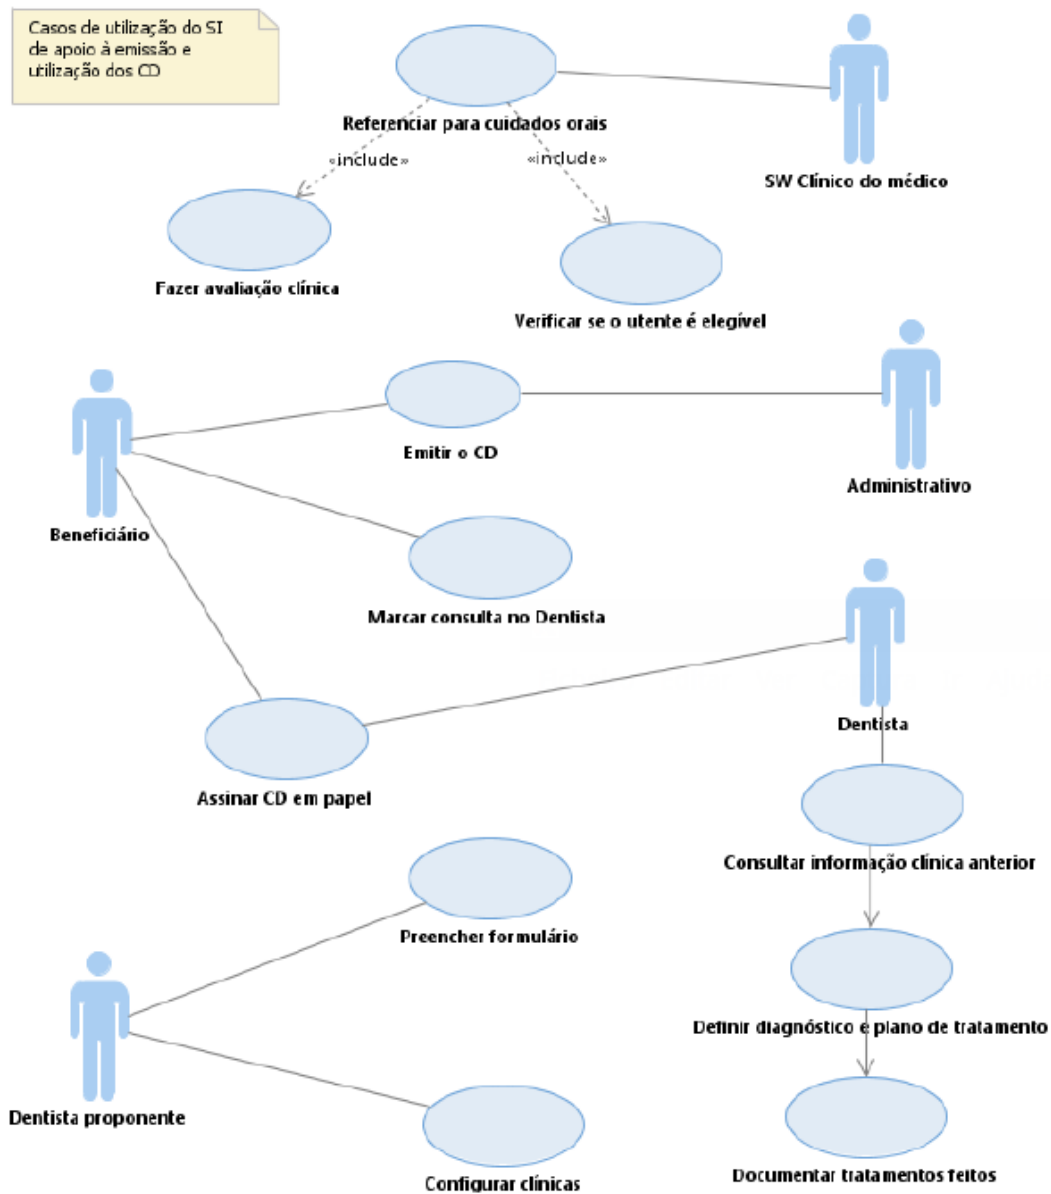 Casos de utilização do SI
de apoio à emissão e
utilização dos CD
Referenciar para cuidados orais
«include»
«include»
SW Clínico do médico
Fazer avaliação clínica
Verificar se o utente é elegível
Emitir o CD
Administrativo
Beneficiário
Marcar consulta no Dentista
Dentista
Assinar CD em papel
Consultar informação clínica anterior
Preencher formulário
Definir diagnóstico e plano de tratamento
Dentista proponente
Documentar tratamentos feitos
Configurar clínicas